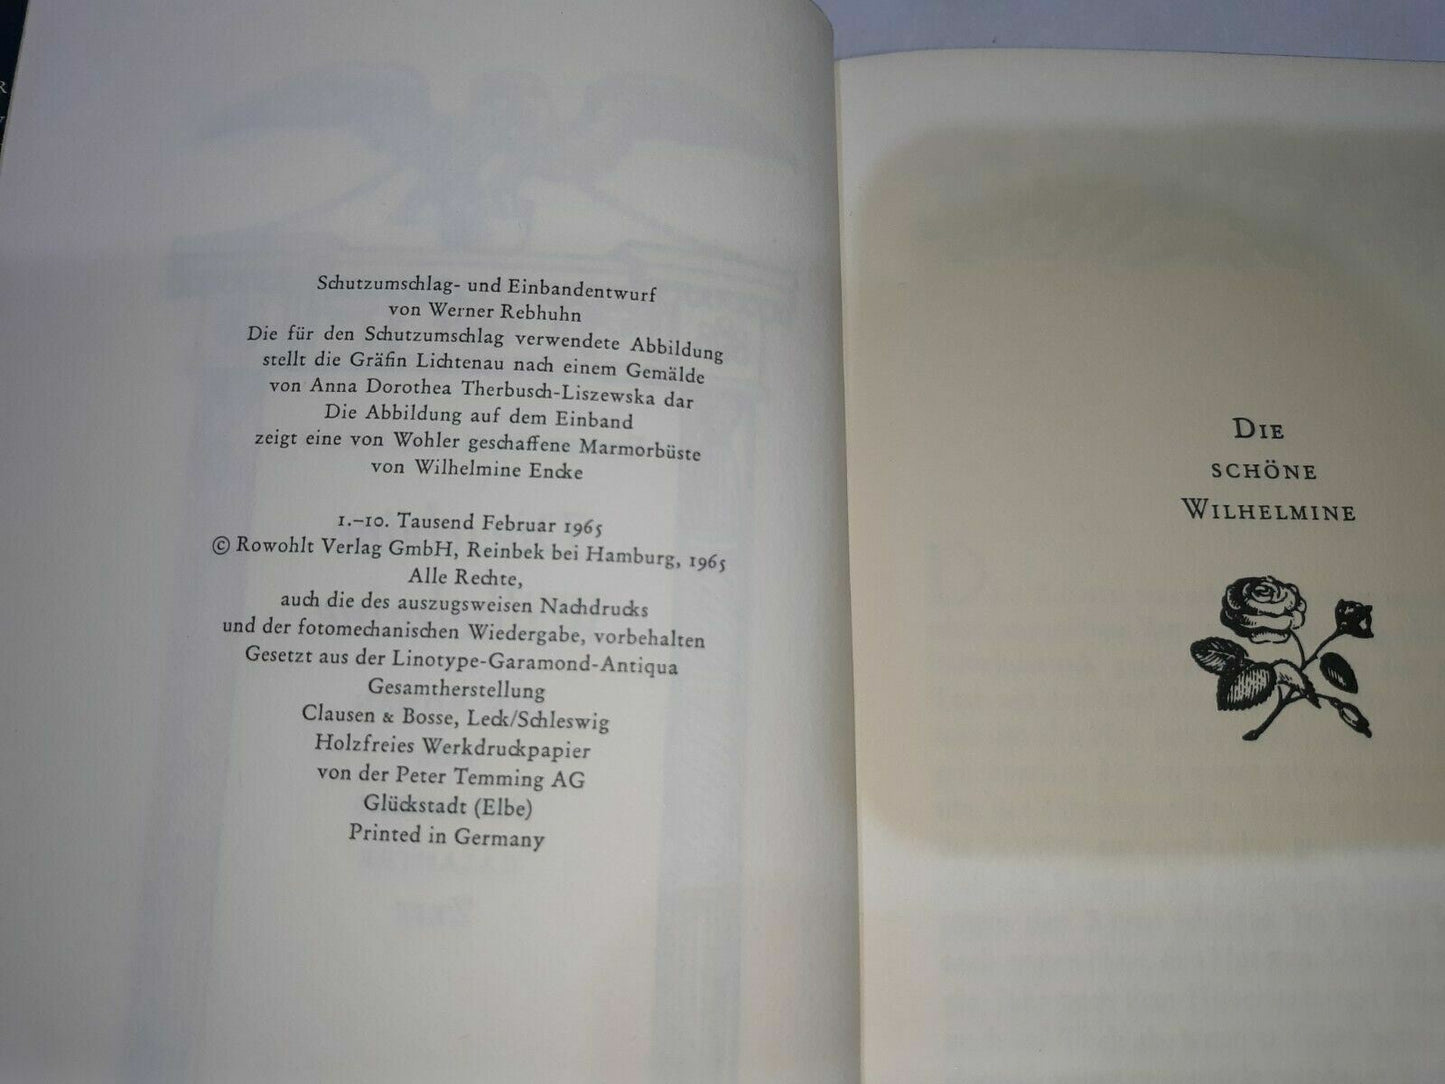 Schutzumschlag- und Einbandentwurf
von Werner Rebhuhn
Die für den Schutzumschlag verwendete Abbildung
stellt die Gräfin Lichtenau nach einem Gemälde
von Anna Dorothea Therbusch-Liszewska dar
Die Abbildung auf dem Einband
zeigt eine von Wohler geschaffene Marmorbüste
von Wilhelmine Encke
1.–10. Tausend Februar 1965
© Rowohlt Verlag GmbH, Reinbek bei Hamburg, 1965
Alle Rechte,
auch die des auszugsweisen Nachdrucks
und der fotomechanischen Wiedergabe, vorbehalten
Gesetzt aus der Linotype-Garamond-Antiqua
Gesamtherstellung
Clausen & Bosse, Leck/Schleswig
Holzfreies Werkdruckpapier
von der Peter Temming AG
Glückstadt (Elbe)
Printed in Germany
DIE
SCHÖNE
WILHELMINE